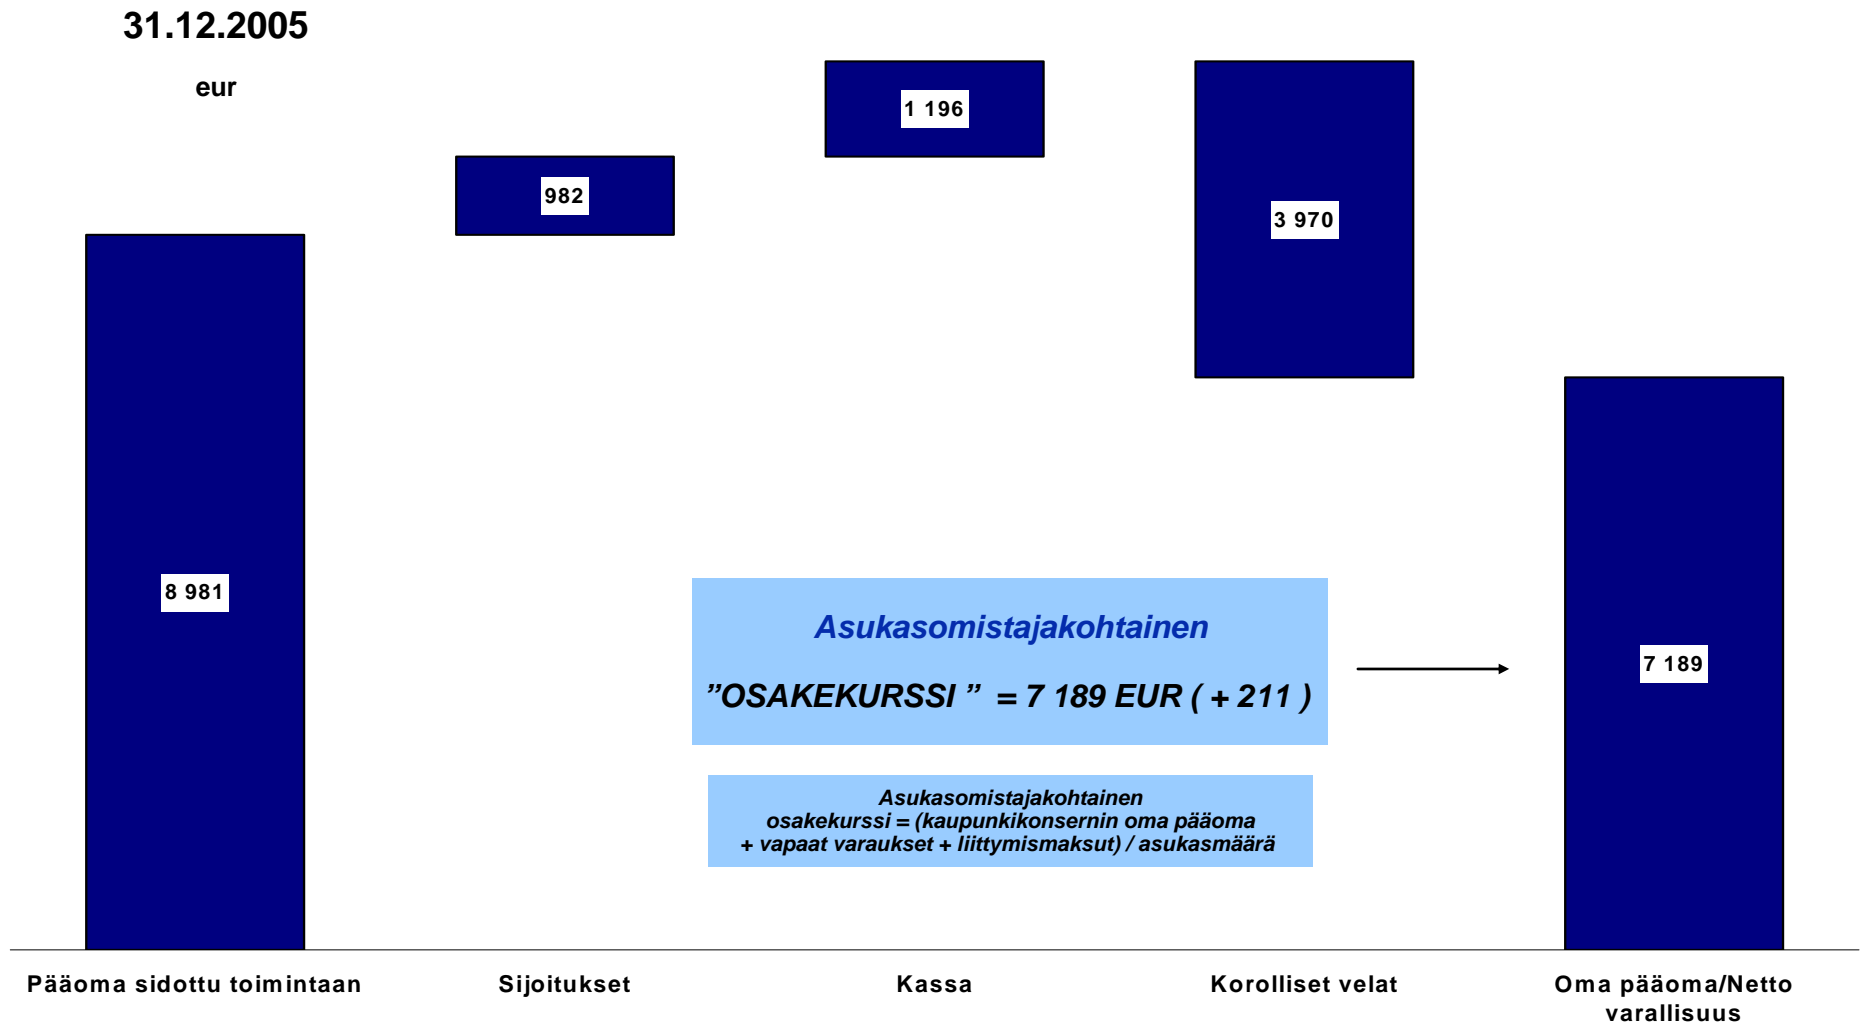 31.12.2005
eur
1 196
982
3 970
8 981
Asukasomistajakohtainen
”OSAKEKURSSI ” = 7 189 EUR ( + 211 )
7 189
Asukasomistajakohtainen
osakekurssi = (kaupunkikonsernin oma pääoma
+ vapaat varaukset + liittymismaksut) / asukasmäärä
Pääoma sidottu toimintaan
Sijoitukset
Kassa
Korolliset velat
Oma pääoma/Netto
varallisuus